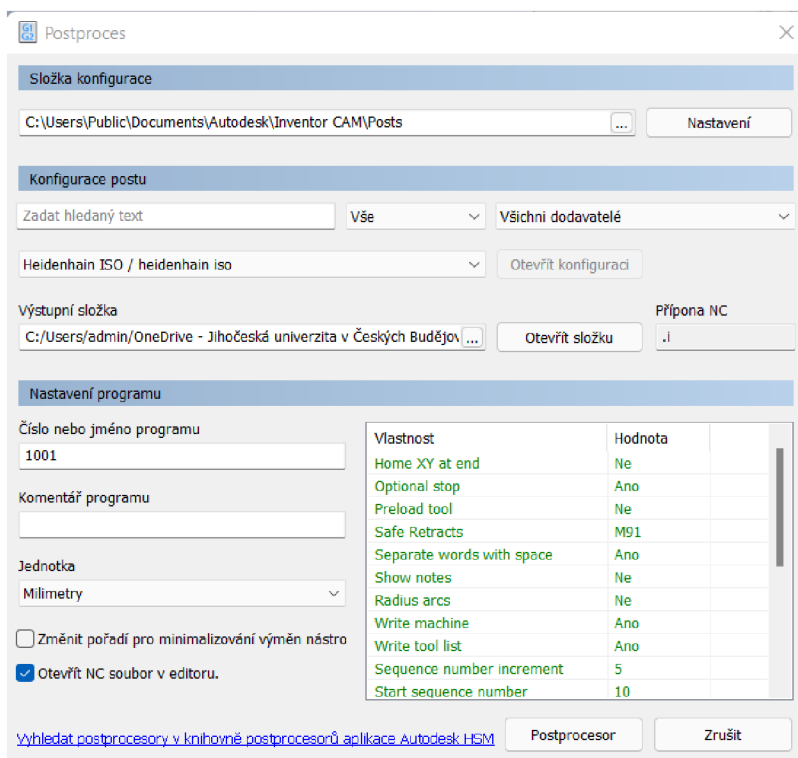 G1
G2
Postproces
Složka konfigurace
C:\Users\Public\Documents\Autodesk\Inventor CAM\Posts
...
Nastavení
Konfigurace postu
Zadat hledaný text
Vše
Všichni dodavatelé
Heidenhain ISO / heidenhain iso
Otevřít konfiguraci
Výstupní složka
Přípona NC
C:/Users/admin/OneDrive - Jihočeská univerzita v Českých Budějov
...
Otevřít složku
.i
Nastavení programu
Číslo nebo jméno programu
1001
Komentář programu
Jednotka
Milimetry
Změnit pořadí pro minimalizování výměn nástro
Otevřít NC soubor v editoru.
Vlastnost Hodnota
Home XY at end Ne
Optional stop Ano
Preload tool Ne
Safe Retracts M91
Separate words with space Ano
Show notes Ne
Radius arcs Ne
Write machine Ano
Write tool list Ano
Sequence number increment 5
Start sequence number 10
Vyhledat postprocesory v knihovně postprocesorů aplikace Autodesk HSM
Postprocesor
Zrušit